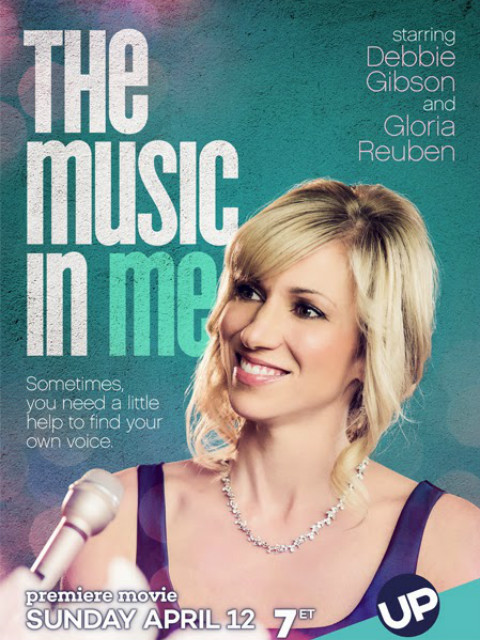 THE
MUSIC
IN ME
starring
Debbie
Gibson
and
Gloria
Reuben
Sometimes,
you need a little
help to find your
own voice.
premiere movie
SUNDAY APRIL 12 7ET
UP